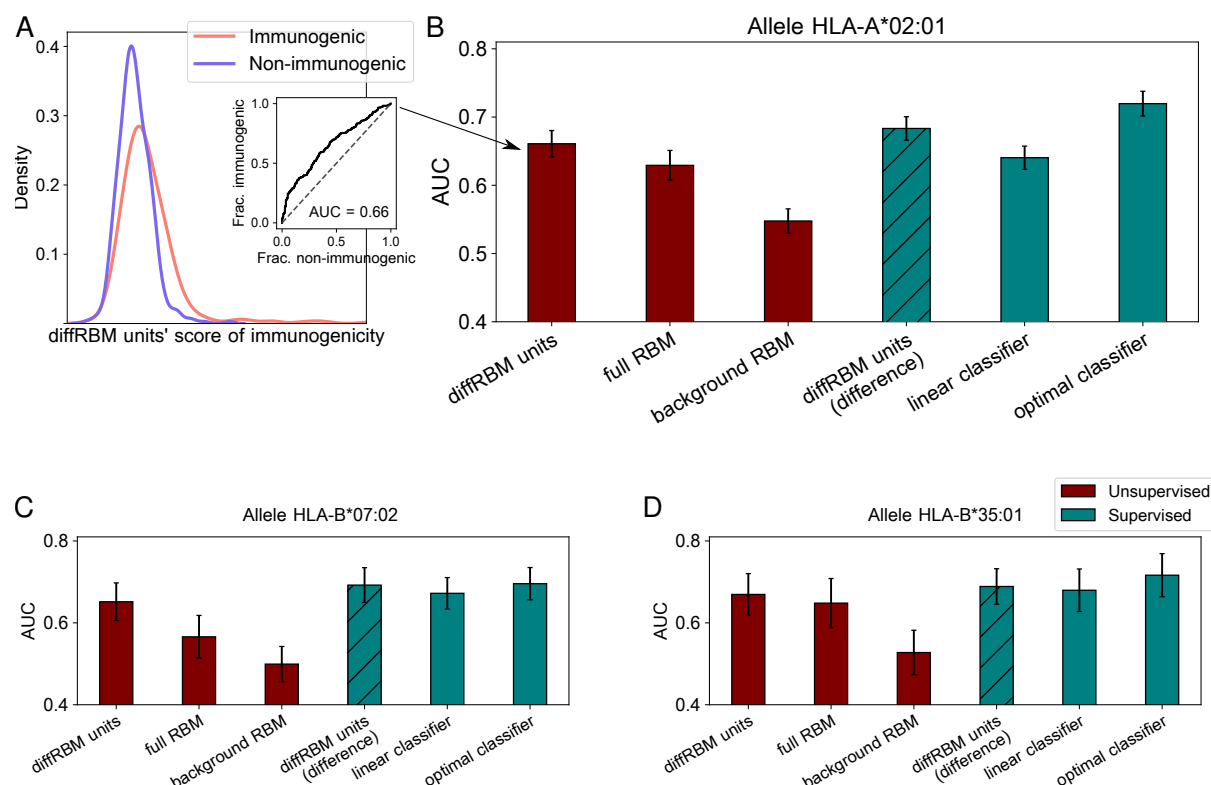 A
Immunogenic
Non-immunogenic
0.4
0.3
0.2
0.1
Density
diffRBM units' score of immunogenicity
1.0
0.5
0.0
Frac. immunogenic
AUC = 0.66
0.0 0.5 1.0
Frac. non-immunogenic
B
Allele HLA-A*02:01
0.8
0.7
0.6
0.5
0.4
AUC
diffRBM units
full RBM
background RBM
diffRBM units
(difference)
linear classifier
optimal classifier
C
Allele HLA-B*07:02
0.8
0.6
0.4
AUC
diffRBM units
full RBM
background RBM
diffRBM units
(difference)
linear classifier
optimal classifier
D
Allele HLA-B*35:01
Unsupervised
Supervised
0.8
0.6
0.4
AUC
diffRBM units
full RBM
background RBM
diffRBM units
(difference)
linear classifier
optimal classifier